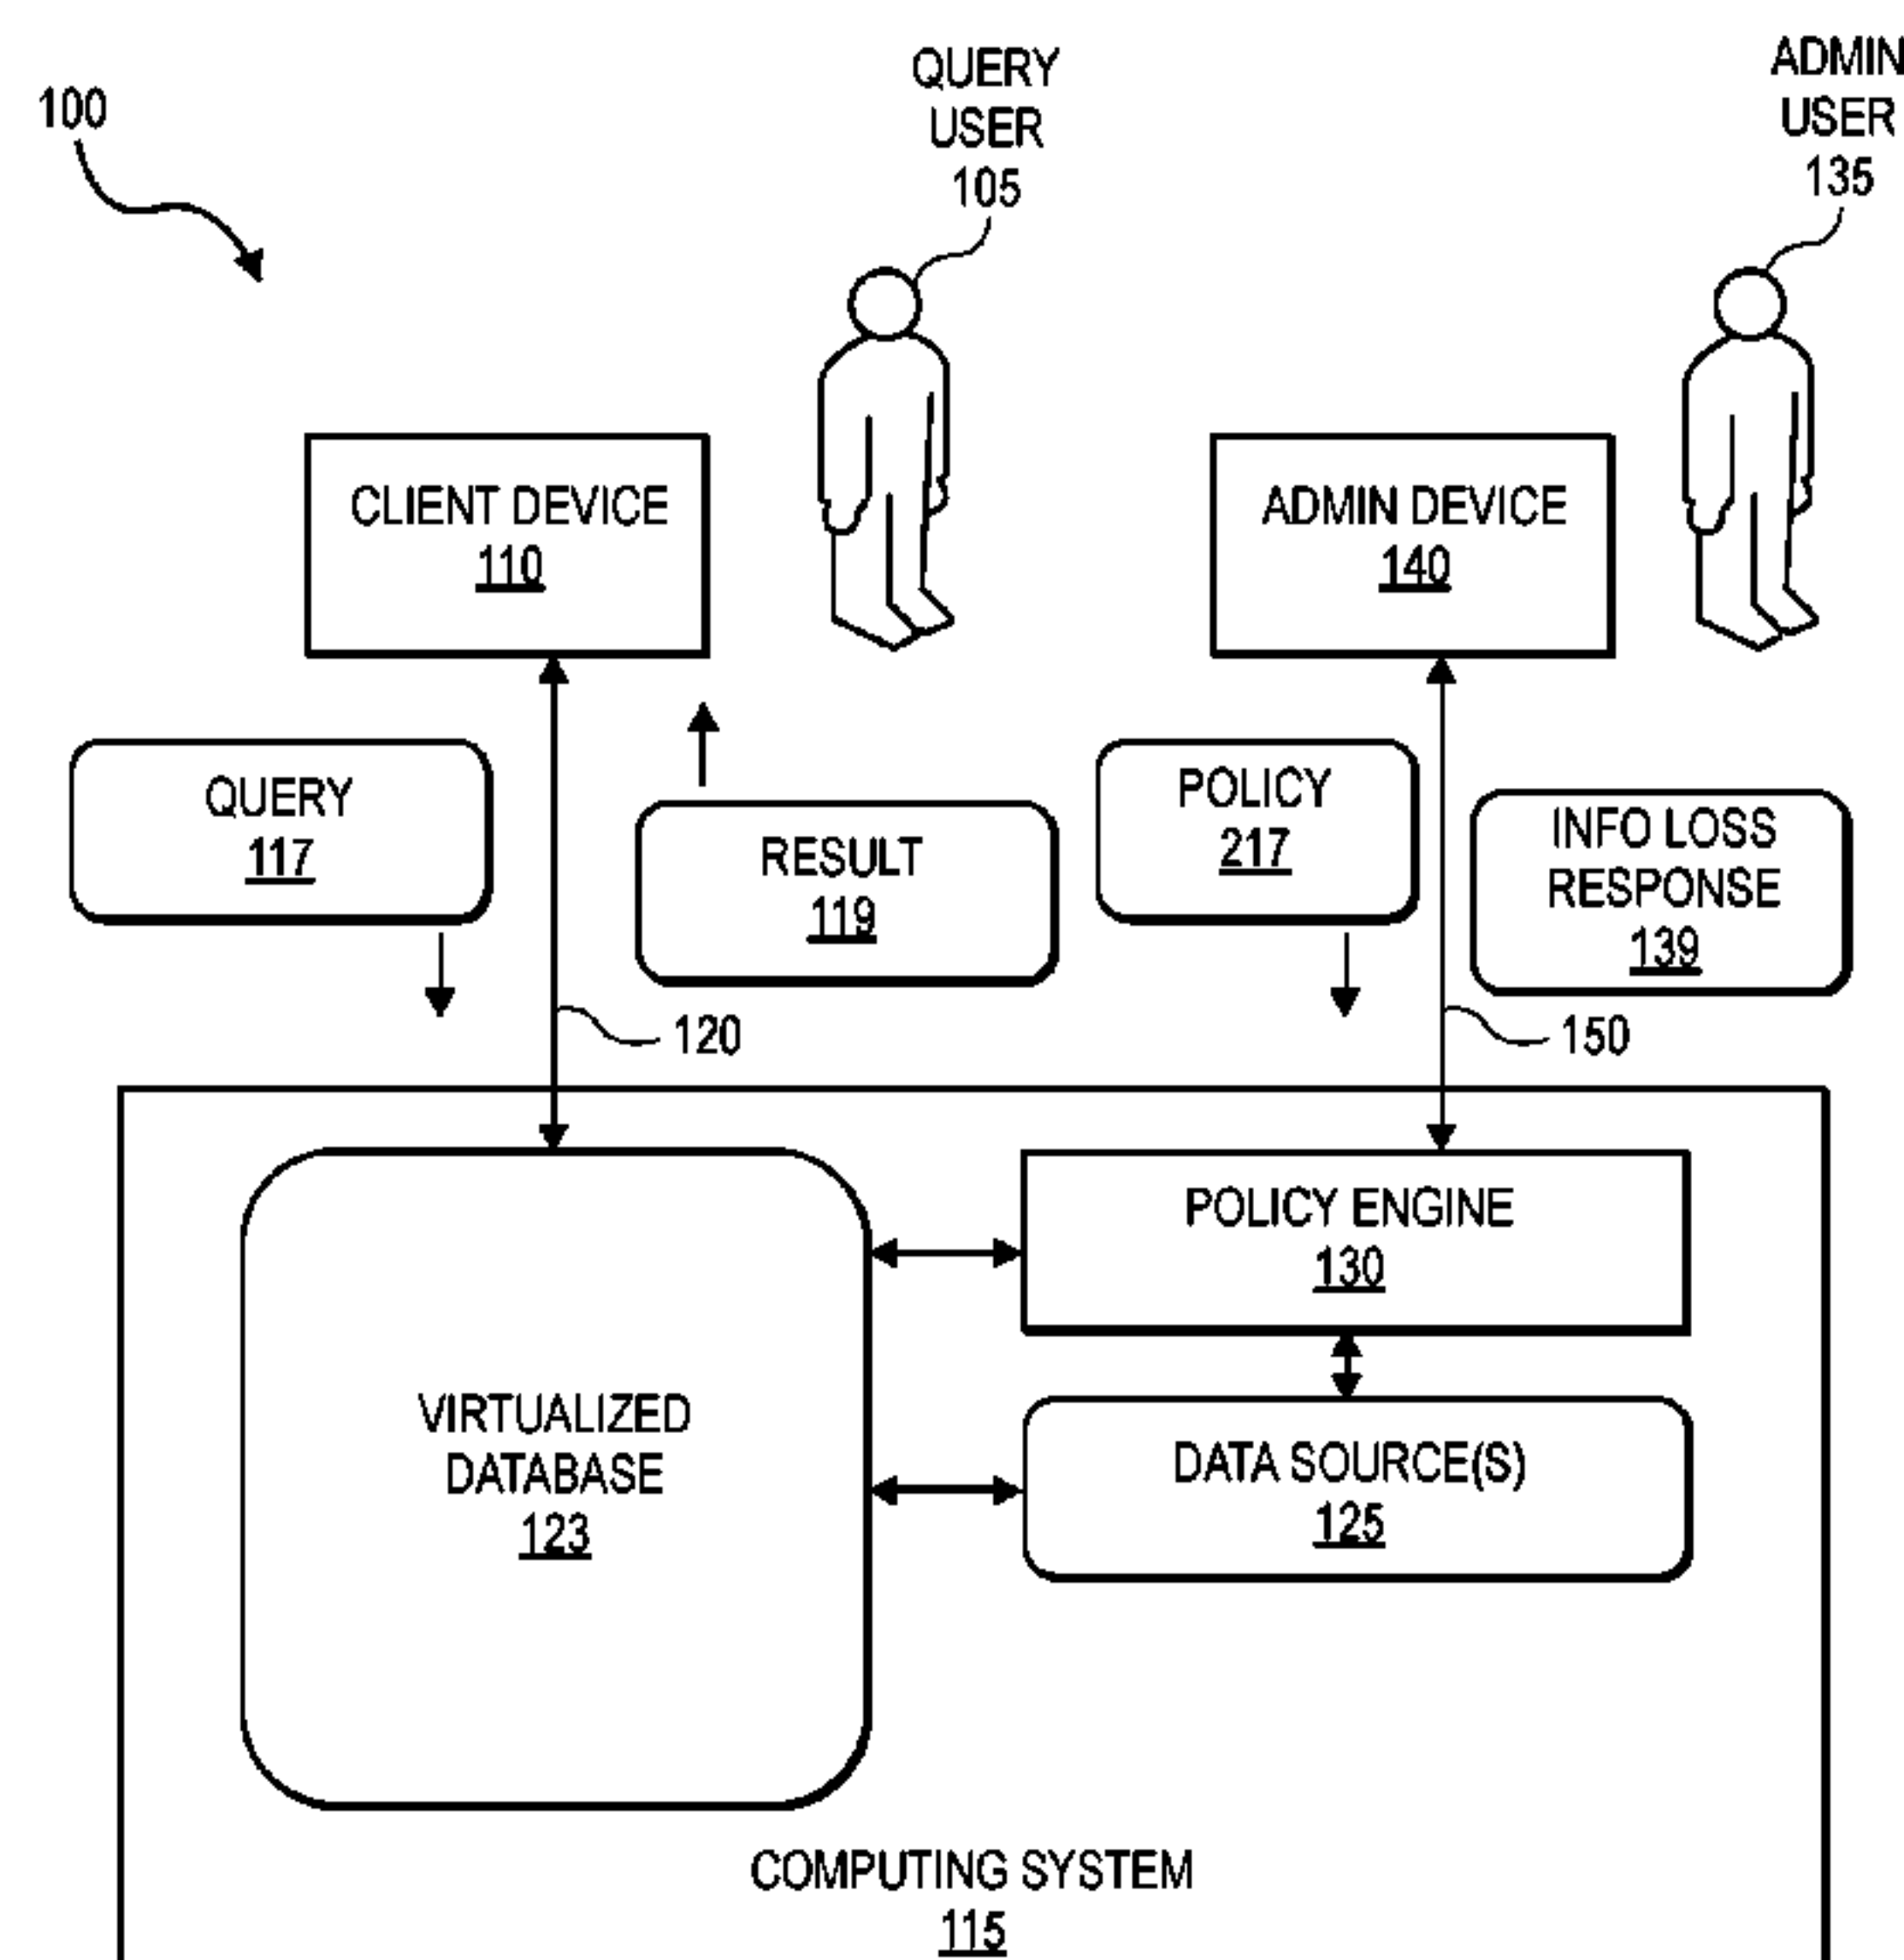 100
QUERY
USER
105
ADMIN
USER
135
CLIENT DEVICE
110
ADMIN DEVICE
140
QUERY
117
RESULT
119
POLICY
217
INFO LOSS
RESPONSE
139
120
150
VIRTUALIZED
DATABASE
123
POLICY ENGINE
130
DATA SOURCE(S)
125
COMPUTING SYSTEM
115